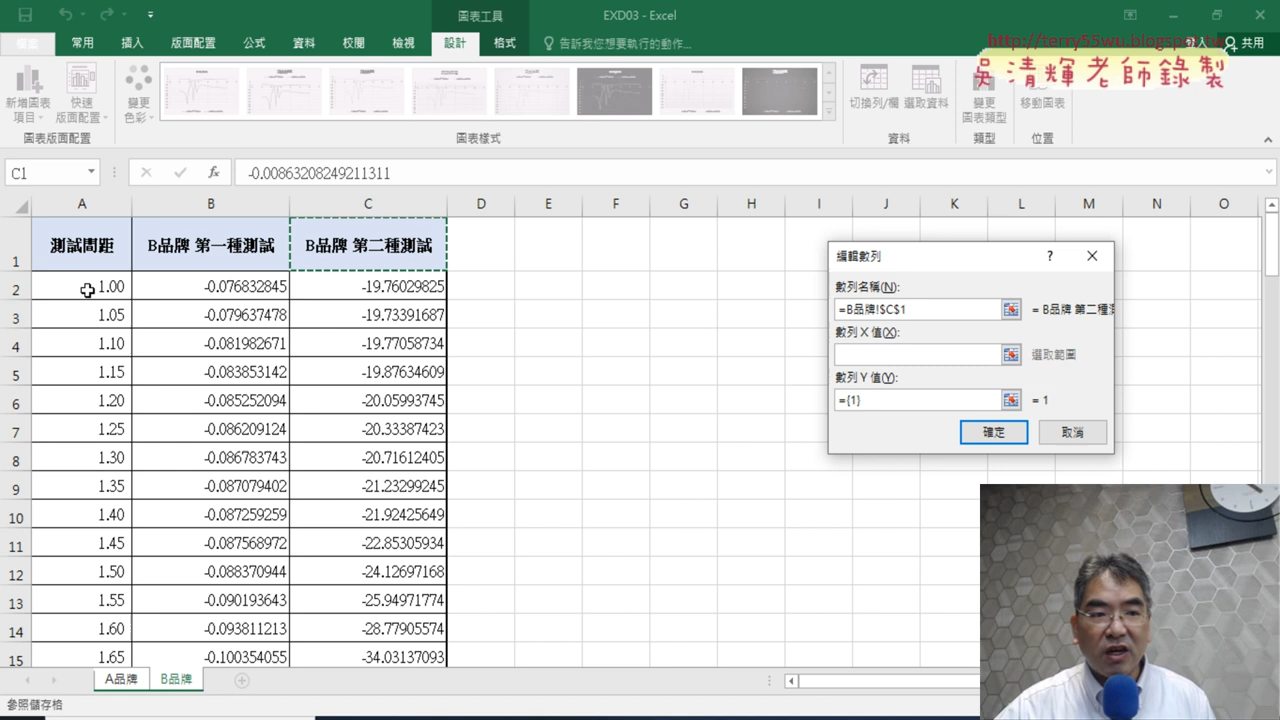 圖表工具
EXD03 - Excel
檔案
常用
插入
版面配置
公式
資料
校閱
檢視
設計
格式
告訴我您想要執行的動作...
共用
http://terry55wu.blogspot.tw
吳清輝老師錄製
新增圖表項目
快速版面配置
變更色彩
切換列/欄
選取資料
變更圖表類型
移動圖表
圖表版面配置
圖表樣式
資料
類型
位置
C1
fx
-0.00863208249211311
A B C D E F G H I J K L M N O
1 測試間距 B品牌 第一種測試 B品牌 第二種測試
2 1.00 -0.076832845 -19.76029825
3 1.05 -0.079637478 -19.73391687
4 1.10 -0.081982671 -19.77058734
5 1.15 -0.083853142 -19.87634609
6 1.20 -0.085252094 -20.05993745
7 1.25 -0.086209124 -20.33387423
8 1.30 -0.086783743 -20.71612405
9 1.35 -0.087079402 -21.23299245
10 1.40 -0.087259259 -21.92425649
11 1.45 -0.087568972 -22.85305934
12 1.50 -0.088370944 -24.12697168
13 1.55 -0.090193643 -25.94971774
14 1.60 -0.093811213 -28.77905574
15 1.65 -0.100354055 -34.03137093
編輯數列
?
數列名稱(N):
=B品牌!$C$1
= B品牌 第二種測
數列 X 值(X):
選取範圍
數列 Y 值(Y):
={1}
= 1
確定
取消
A品牌
B品牌
參照儲存格